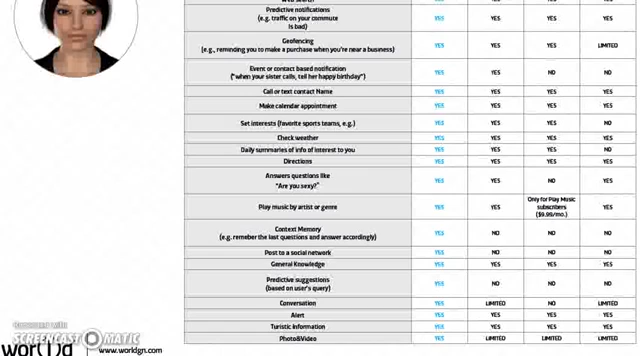 Predictive notifications YES YES YES YES
(e.g. traffic on your commute
is bad)
Geofencing YES YES YES LIMITED
(e.g., reminding you to make a purchase when you're near a business)
Event or contact based notification YES YES NO NO
("when your sister calls, tell her happy birthday")
Call or text contact Name YES YES YES YES
Make calendar appointment YES YES YES YES
Set interests (favorite sports teams, e.g.) YES YES YES NO
Check weather YES YES YES YES
Daily summaries of info of interest to you YES YES YES NO
Directions YES YES YES YES
Answers questions like YES YES NO YES
"Are you sexy?"
Play music by artist or genre YES YES Only for Play Music YES
subscribers
($9.99/mo.)
Context Memory YES NO NO NO
(e.g. remeber the last questions and answer accordingly)
Post to a social network YES NO NO NO
General Knowledge YES YES YES YES
Predictive suggestions YES NO NO NO
(based on user's query)
Conversation YES LIMITED NO LIMITED
Alert YES YES YES YES
Turistic Information YES YES YES YES
Photo&Video YES LIMITED LIMITED LIMITED
SCREENCAST MATIC
wor(l)d www.worldgn.com